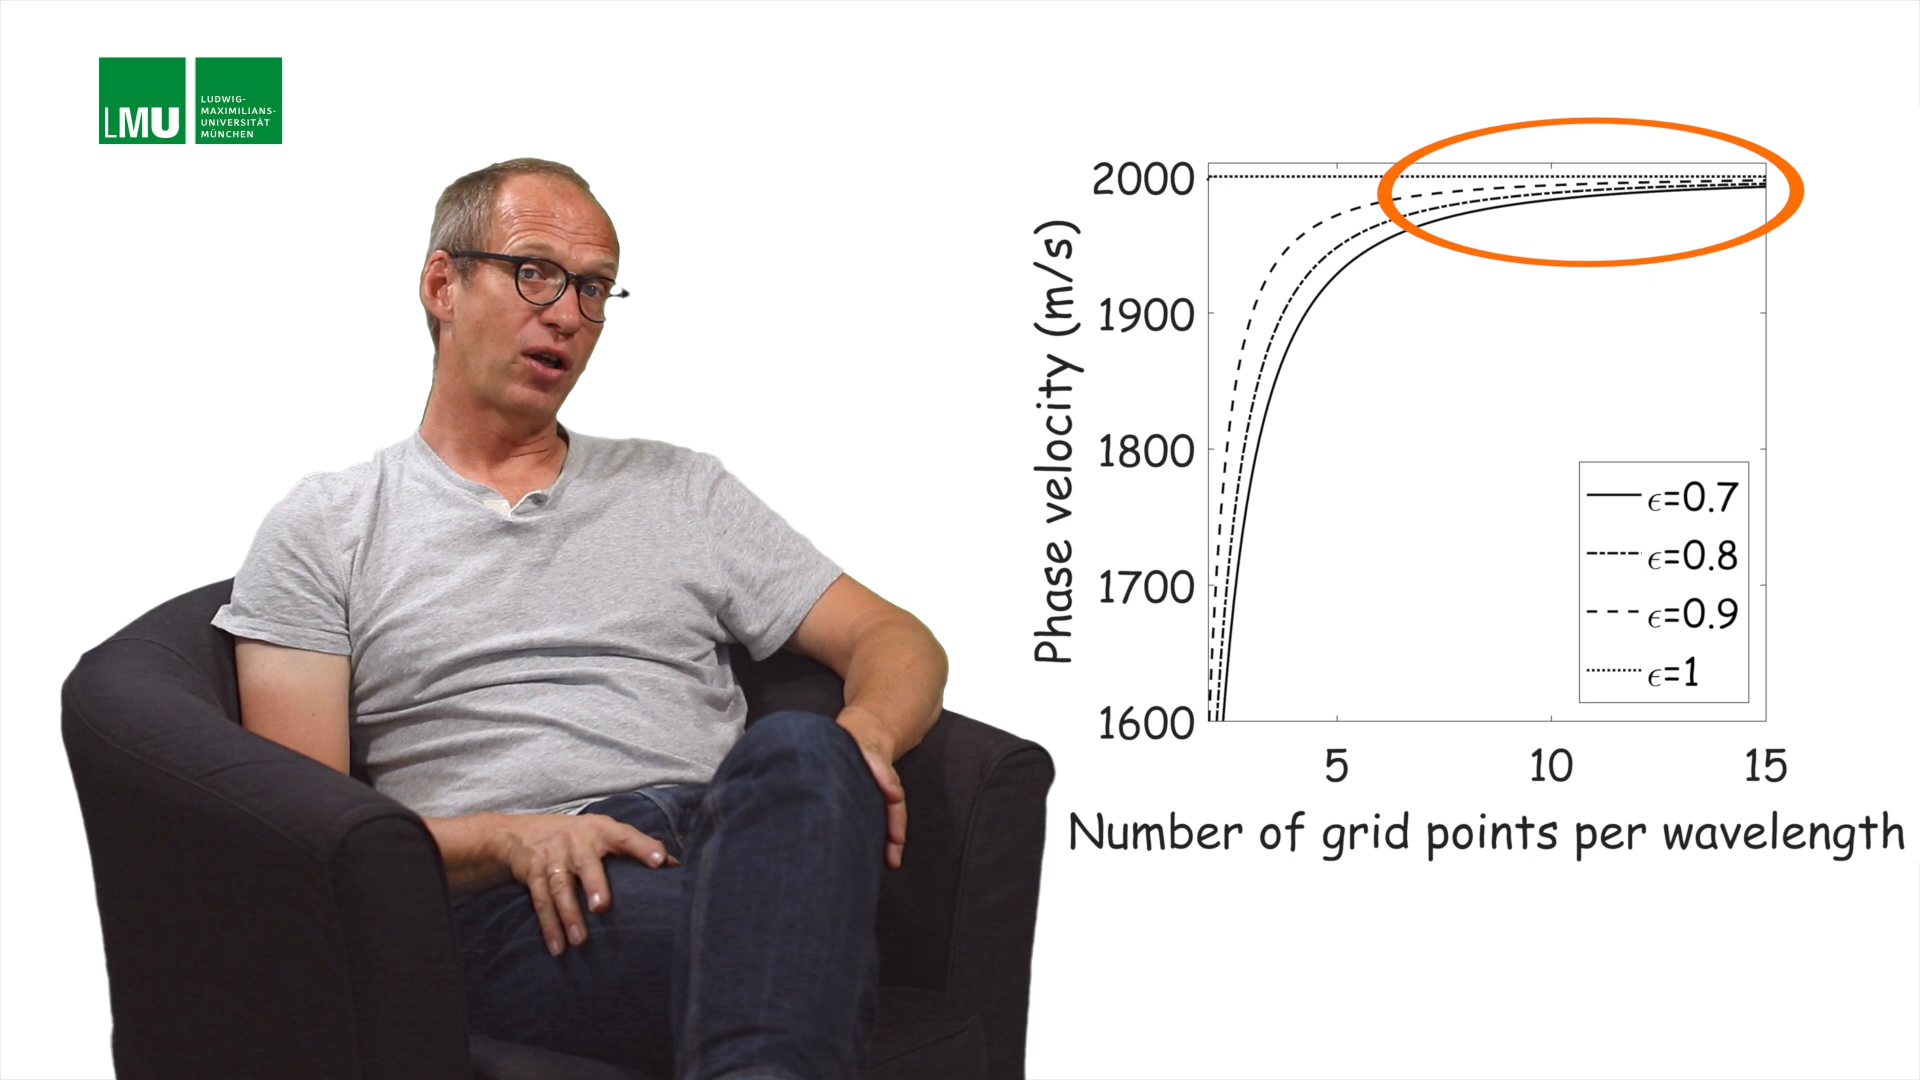 LMU
LUDWIG-
MAXIMILIANS-
UNIVERSITÄT
MÜNCHEN
Phase velocity (m/s)
2000
1900
1800
1700
1600
5
10
15
Number of grid points per wavelength
ϵ=0.7
ϵ=0.8
ϵ=0.9
ϵ=1